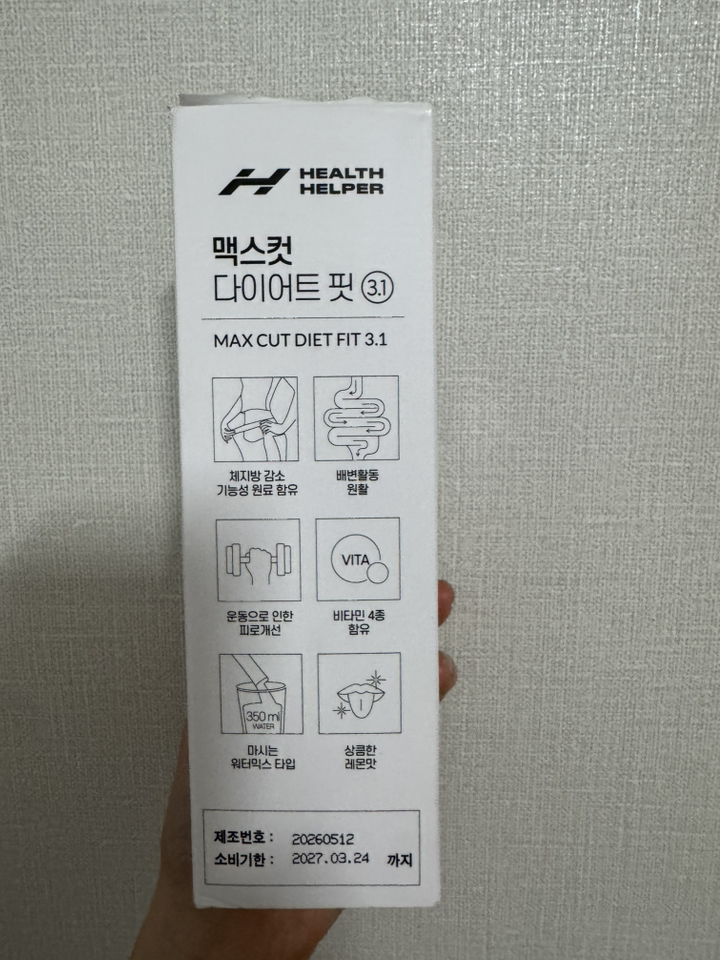 HEALTH
HELPER
맥스컷
다이어트 핏 3.1
MAX CUT DIET FIT 3.1
체지방 감소
기능성 원료 함유
배변활동
원활
운동으로 인한
피로개선
VITA
비타민 4종
함유
350 ml
WATER
마시는
워터믹스 타입
상큼한
레몬맛
제조번호 : 20260512
소비기한 : 2027.03.24 까지